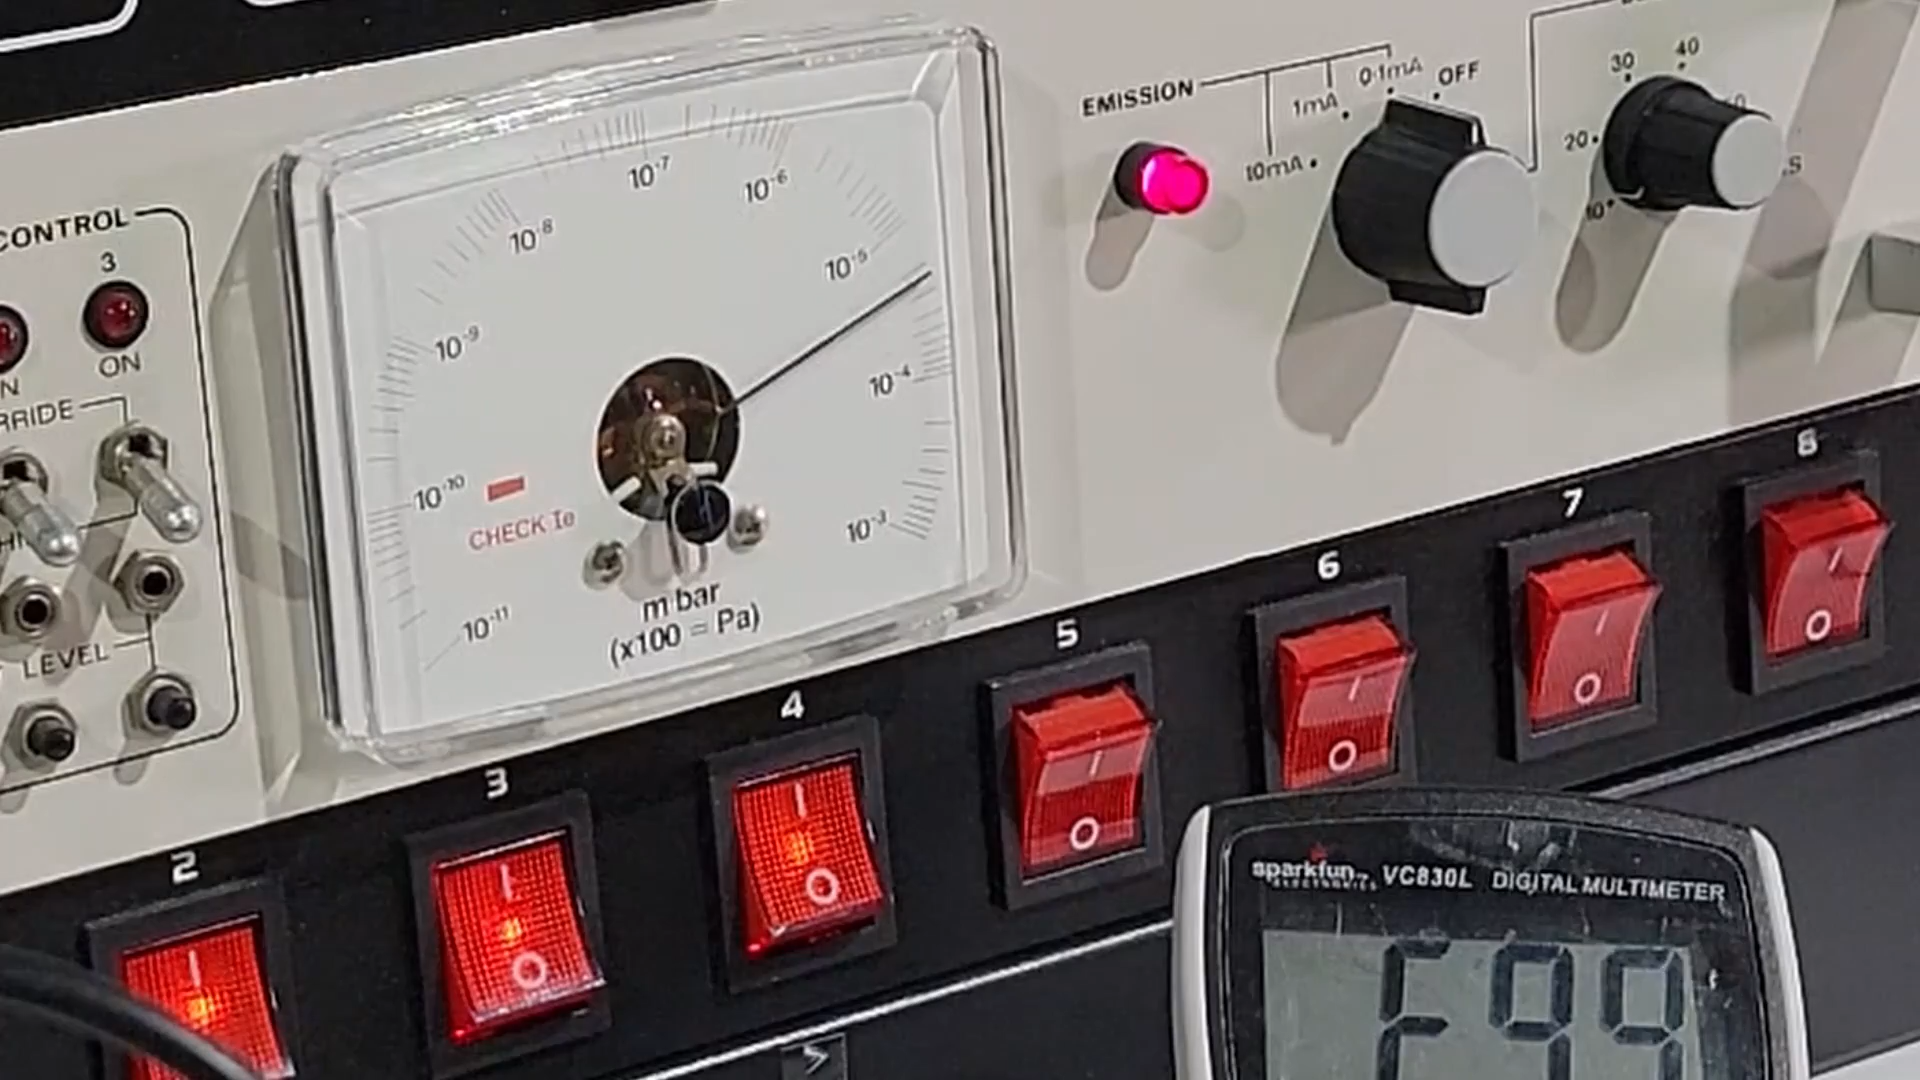 CONTROL
3
ON
LEVEL
10⁻¹¹
10⁻¹⁰
10⁻⁹
10⁻⁸
10⁻⁷
10⁻⁶
10⁻⁵
10⁻⁴
10⁻³
CHECK Ie
m bar
(x100 = Pa)
EMISSION
10mA
1mA
0·1mA
OFF
10
20
30
40
2
3
4
5
6
7
8
sparkfun ELECTRONICS VC830L DIGITAL MULTIMETER